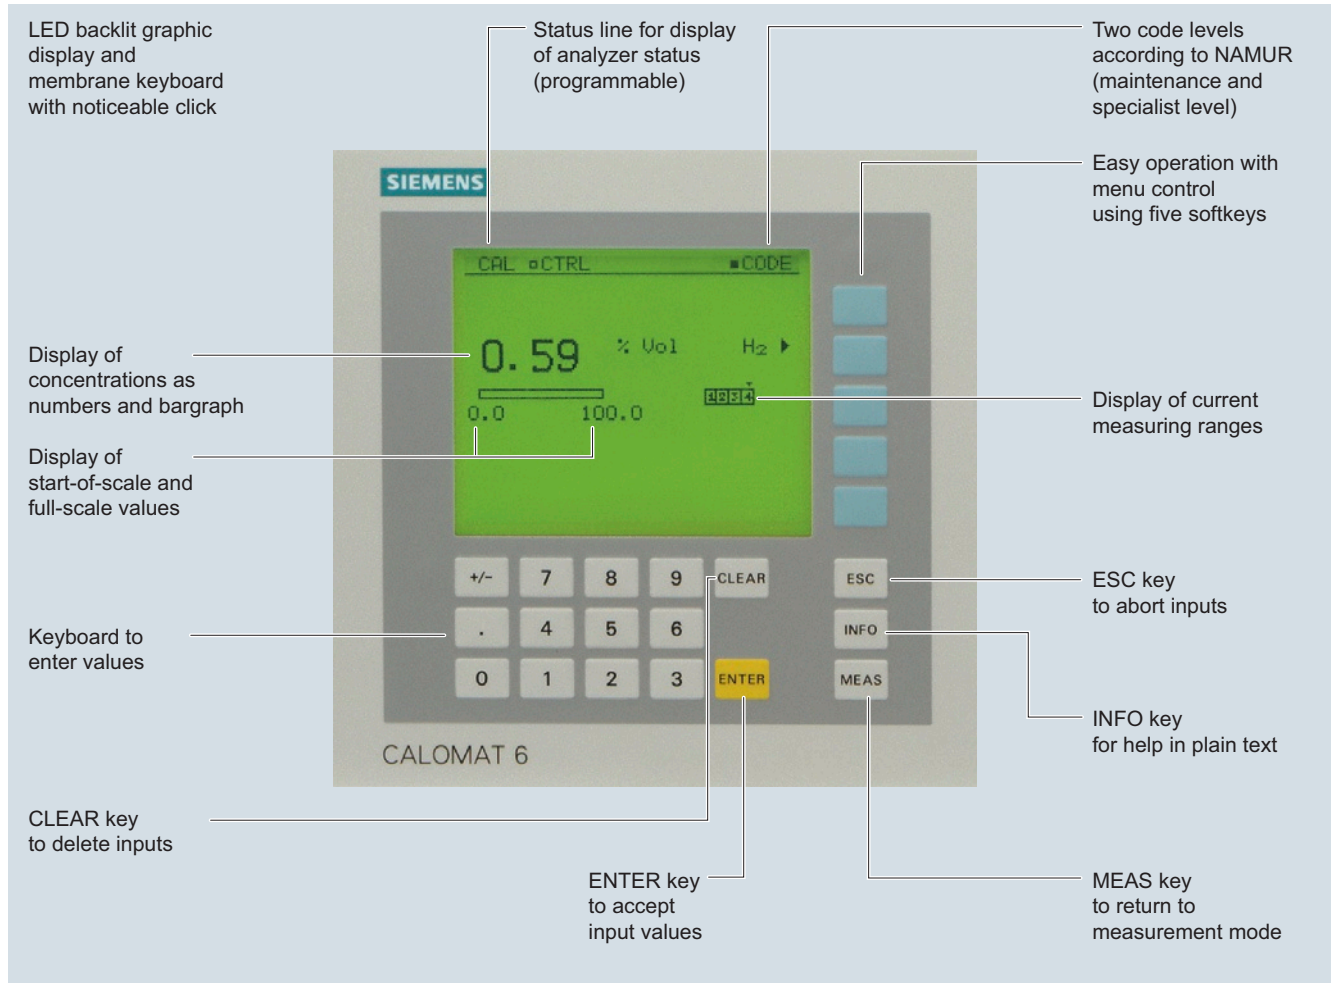 LED backlit graphic
display and
membrane keyboard
with noticeable click
Status line for display
of analyzer status
(programmable)
Two code levels
according to NAMUR
(maintenance and
specialist level)
Easy operation with
menu control
using five softkeys
SIEMENS
CAL ▫CTRL ▪CODE
0.59 % Vol H₂ ▶
1 2 3 4
0.0 100.0
Display of
concentrations as
numbers and bargraph
Display of
start-of-scale and
full-scale values
Display of current
measuring ranges
+/- 7 8 9 CLEAR ESC
. 4 5 6 INFO
0 1 2 3 ENTER MEAS
CALOMAT 6
Keyboard to
enter values
ESC key
to abort inputs
INFO key
for help in plain text
CLEAR key
to delete inputs
ENTER key
to accept
input values
MEAS key
to return to
measurement mode